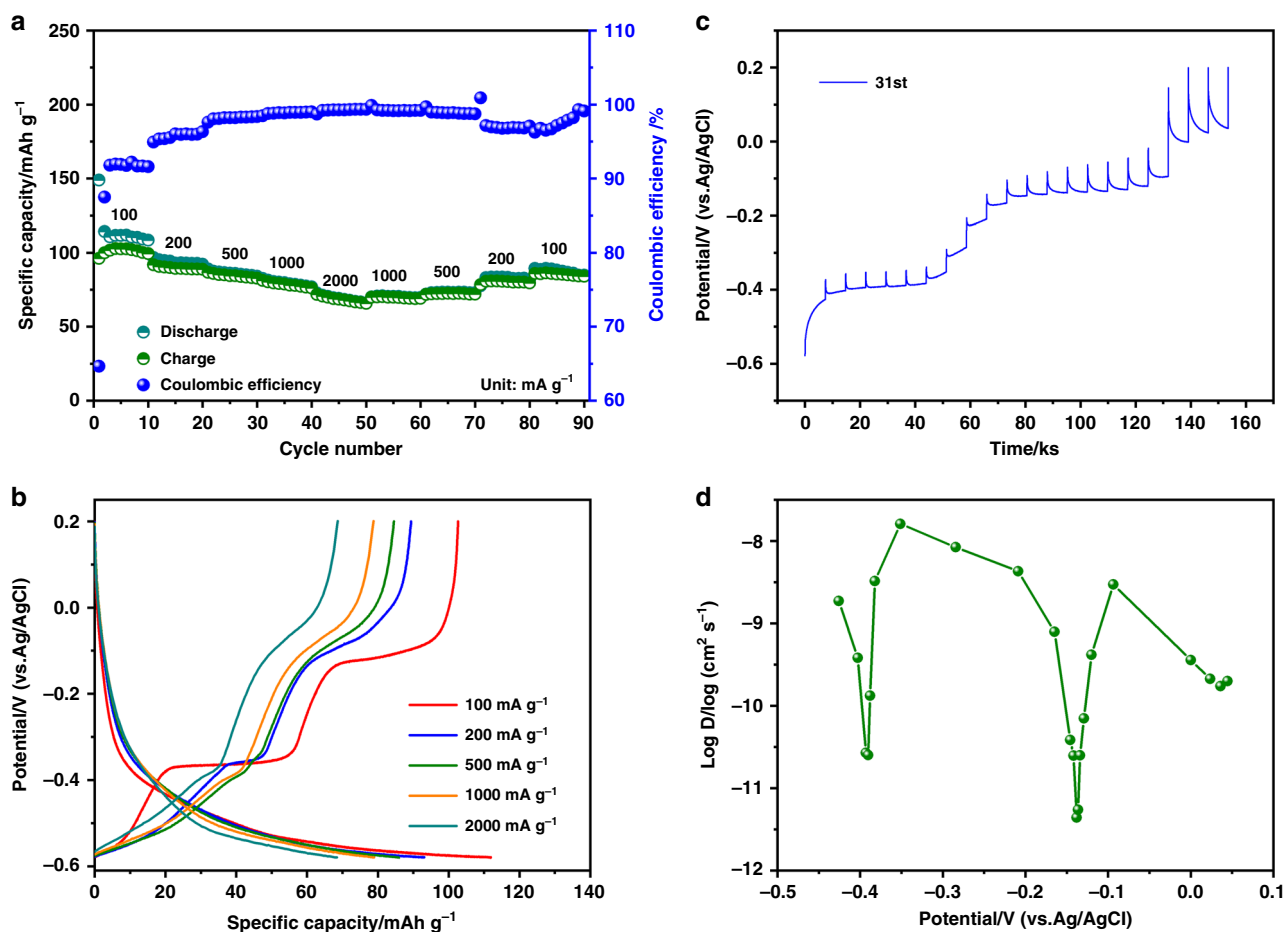 a
250
200
150
100
50
0
Specific capacity/mAh g⁻¹
110
100
90
80
70
60
Coulombic efficiency /%
100
200
500
1000
2000
1000
500
200
100
Discharge
Charge
Coulombic efficiency
Unit: mA g⁻¹
0 10 20 30 40 50 60 70 80 90
Cycle number
c
0.2
0.0
−0.2
−0.4
−0.6
Potential/V (vs.Ag/AgCl)
31st
0 20 40 60 80 100 120 140 160
Time/ks
b
0.2
0.0
−0.2
−0.4
−0.6
Potential/V (vs.Ag/AgCl)
100 mA g⁻¹
200 mA g⁻¹
500 mA g⁻¹
1000 mA g⁻¹
2000 mA g⁻¹
0 20 40 60 80 100 120 140
Specific capacity/mAh g⁻¹
d
−7
−8
−9
−10
−11
−12
Log D/log (cm² s⁻¹)
−0.5 −0.4 −0.3 −0.2 −0.1 0.0 0.1
Potential/V (vs.Ag/AgCl)